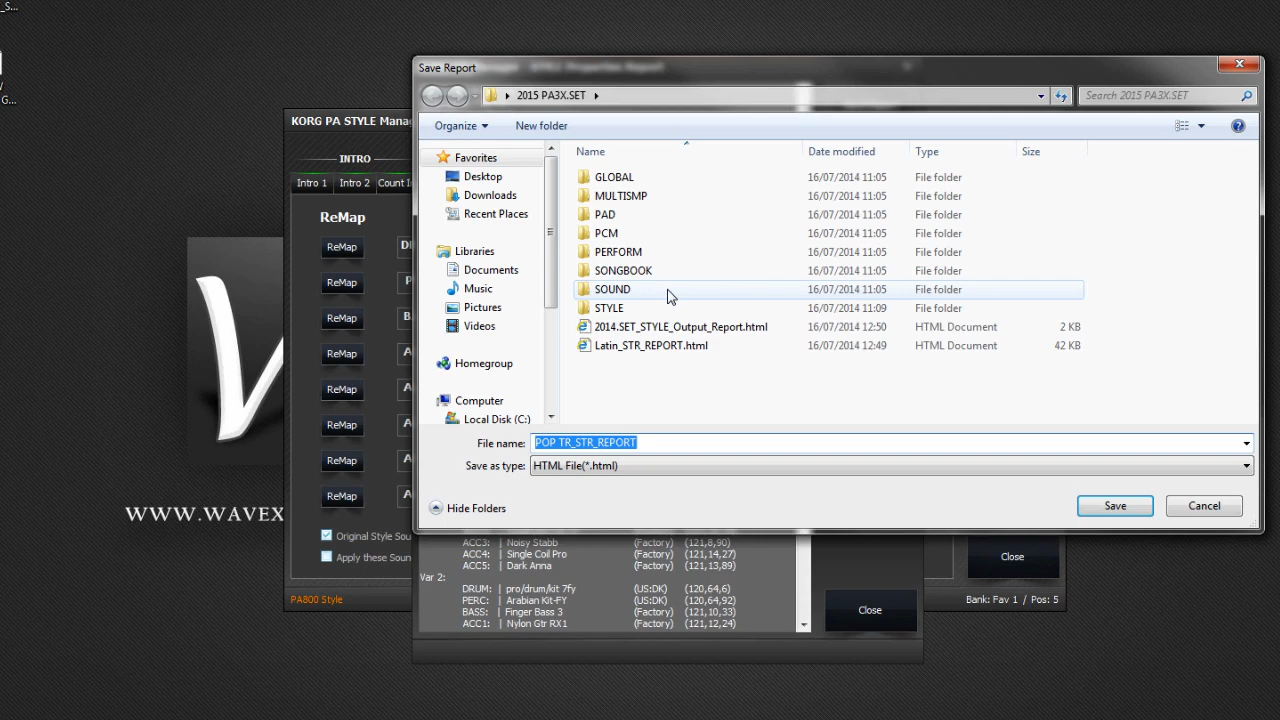 _S...
G...
KORG PA STYLE Mana
INTRO
Intro 1 Intro 2 Count I
ReMap
ReMap
ReMap
ReMap
ReMap
ReMap
ReMap
ReMap
ReMap
Original Style Sou
Apply these Soun
PA800 Style
WWW.WAVEX
Save Report
2015 PA3X.SET
Search 2015 PA3X.SET
Organize New folder
Favorites
Desktop
Downloads
Recent Places
Libraries
Documents
Music
Pictures
Videos
Homegroup
Computer
Local Disk (C:)
Name Date modified Type Size
GLOBAL 16/07/2014 11:05 File folder
MULTISMP 16/07/2014 11:05 File folder
PAD 16/07/2014 11:05 File folder
PCM 16/07/2014 11:05 File folder
PERFORM 16/07/2014 11:05 File folder
SONGBOOK 16/07/2014 11:05 File folder
SOUND 16/07/2014 11:05 File folder
STYLE 16/07/2014 11:09 File folder
2014.SET_STYLE_Output_Report.html 16/07/2014 12:50 HTML Document 2 KB
Latin_STR_REPORT.html 16/07/2014 12:49 HTML Document 42 KB
File name: POP TR_STR_REPORT
Save as type: HTML File(*.html)
Hide Folders Save Cancel
ACC3: | Noisy Stabb (Factory) (121,8,90)
ACC4: | Single Coil Pro (Factory) (121,14,27)
ACC5: | Dark Anna (Factory) (121,13,89)
Var 2:
DRUM: | pro/drum/kit 7fy (US:DK) (120,64,6)
PERC: | Arabian Kit-FY (US:DK) (120,64,92)
BASS: | Finger Bass 3 (Factory) (121,10,33)
ACC1: | Nylon Gtr RX1 (Factory) (121,12,24)
Close
Close
Bank: Fav 1 / Pos: 5